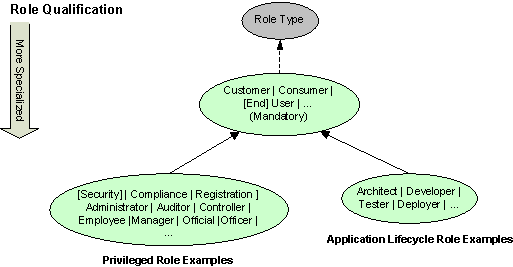 Role Qualification
More Specialized
Role Type
Customer | Consumer |
[End] User | ...
(Mandatory)
[Security] | Compliance | Registration ]
Administrator | Auditor | Controller |
Employee |Manager | Official |Officer |
...
Privileged Role Examples
Architect | Developer |
Tester | Deployer | ...
Application Lifecycle Role Examples